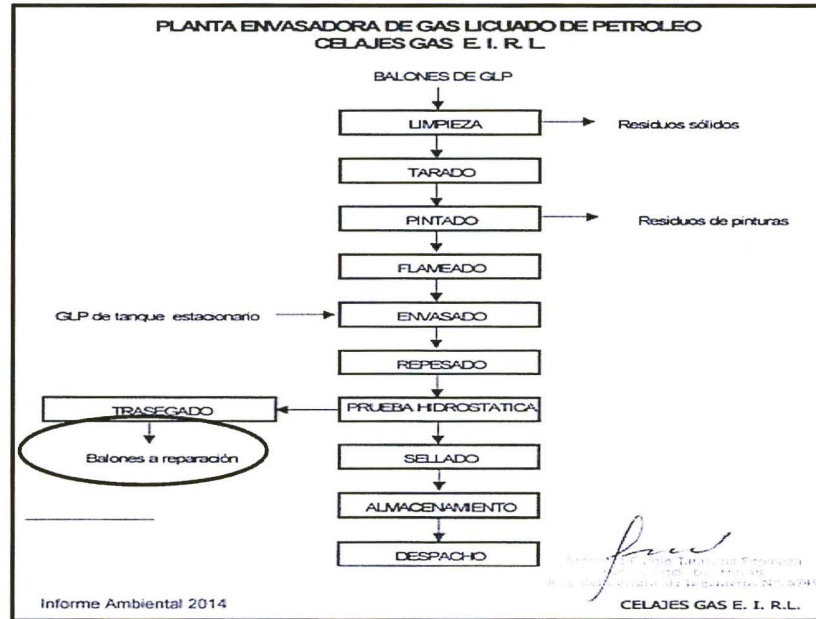 PLANTA ENVASADORA DE GAS LICUADO DE PETROLEO
CELAJES GAS E. I. R. L.
BALONES DE GLP
LIMPIEZA
Residuos sólidos
TARADO
PINTADO
Residuos de pinturas
FLAMEADO
GLP de tanque estacionario
ENVASADO
REPESADO
TRASEGADO
PRUEBA HIDROSTATICA
Balones a reparación
SELLADO
ALMACENAMIENTO
DESPACHO
Informe Ambiental 2014
CELAJES GAS E. I. R. L.